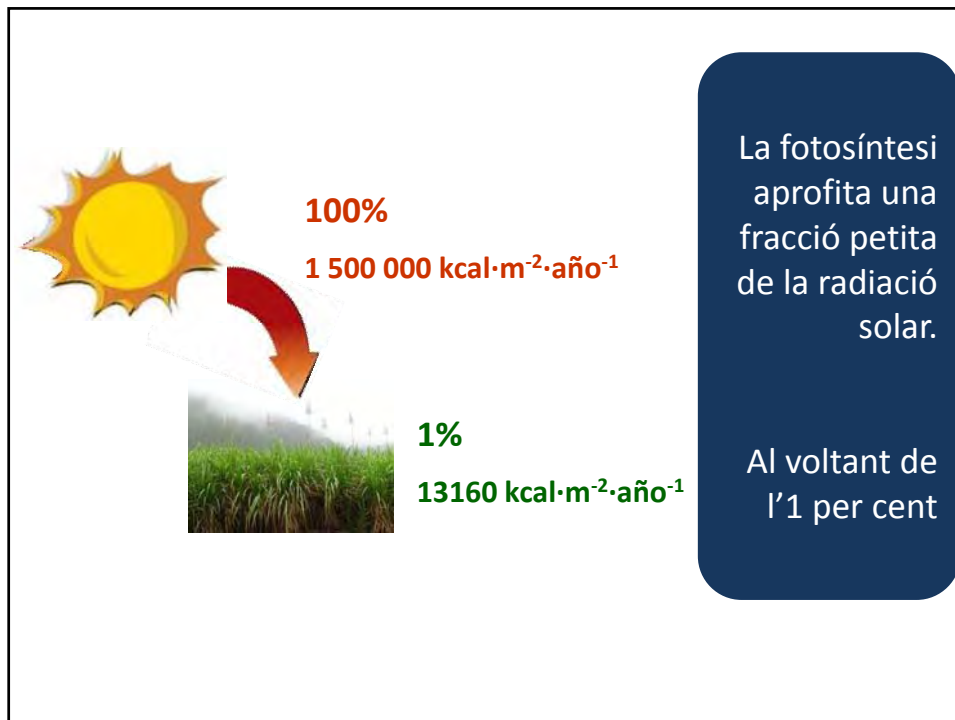 100%
1 500 000 kcal·m⁻²·año⁻¹
1%
13160 kcal·m⁻²·año⁻¹
La fotosíntesi
aprofita una
fracció petita
de la radiació
solar.
Al voltant de
l’1 per cent